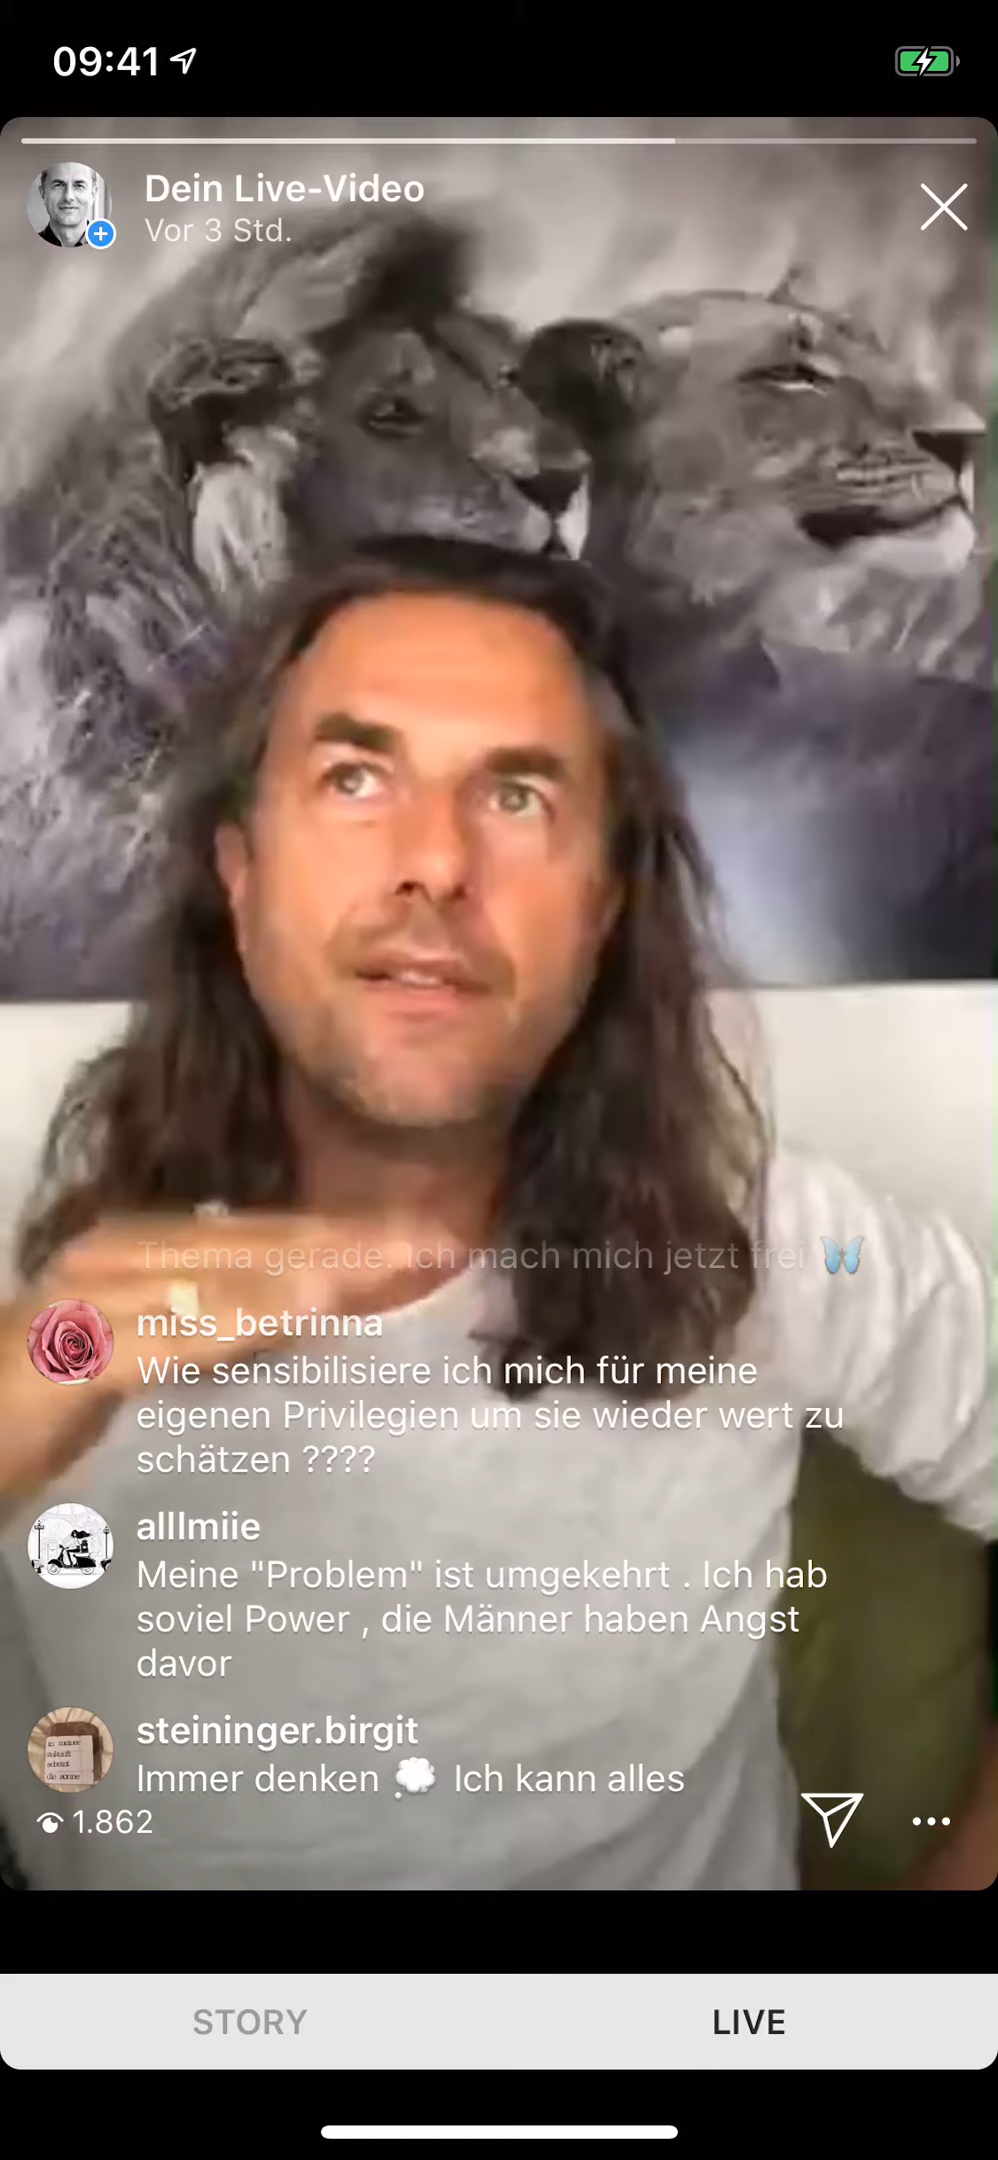 09:41
Dein Live-Video
Vor 3 Std.
Thema gerade. Ich mach mich jetzt frei 🦋
miss_betrinna
Wie sensibilisiere ich mich für meine
eigenen Privilegien um sie wieder wert zu
schätzen ????
alllmiie
Meine "Problem" ist umgekehrt . Ich hab
soviel Power , die Männer haben Angst
davor
steininger.birgit
Immer denken 💭 Ich kann alles
1.862
STORY
LIVE